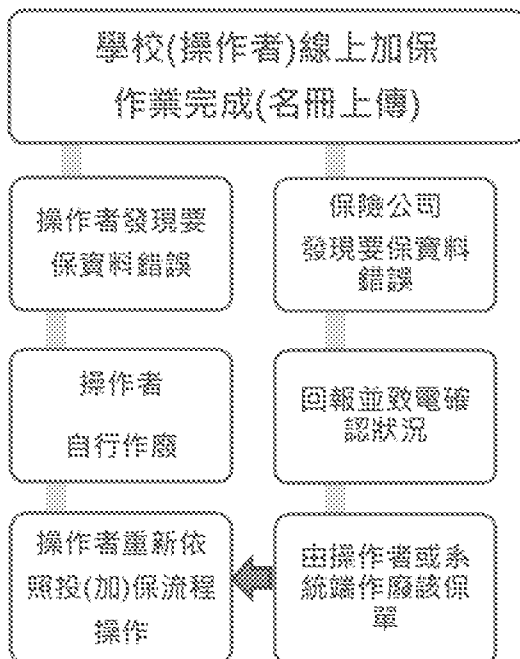 學校(操作者)線上加保
作業完成(名冊上傳)
操作者發現要
保資料錯誤
保險公司
發現要保資料
錯誤
操作者
自行作廢
回報並致電確
認狀況
操作者重新依
照投(加)保流程
操作
由操作者或系
統端作廢該保
單